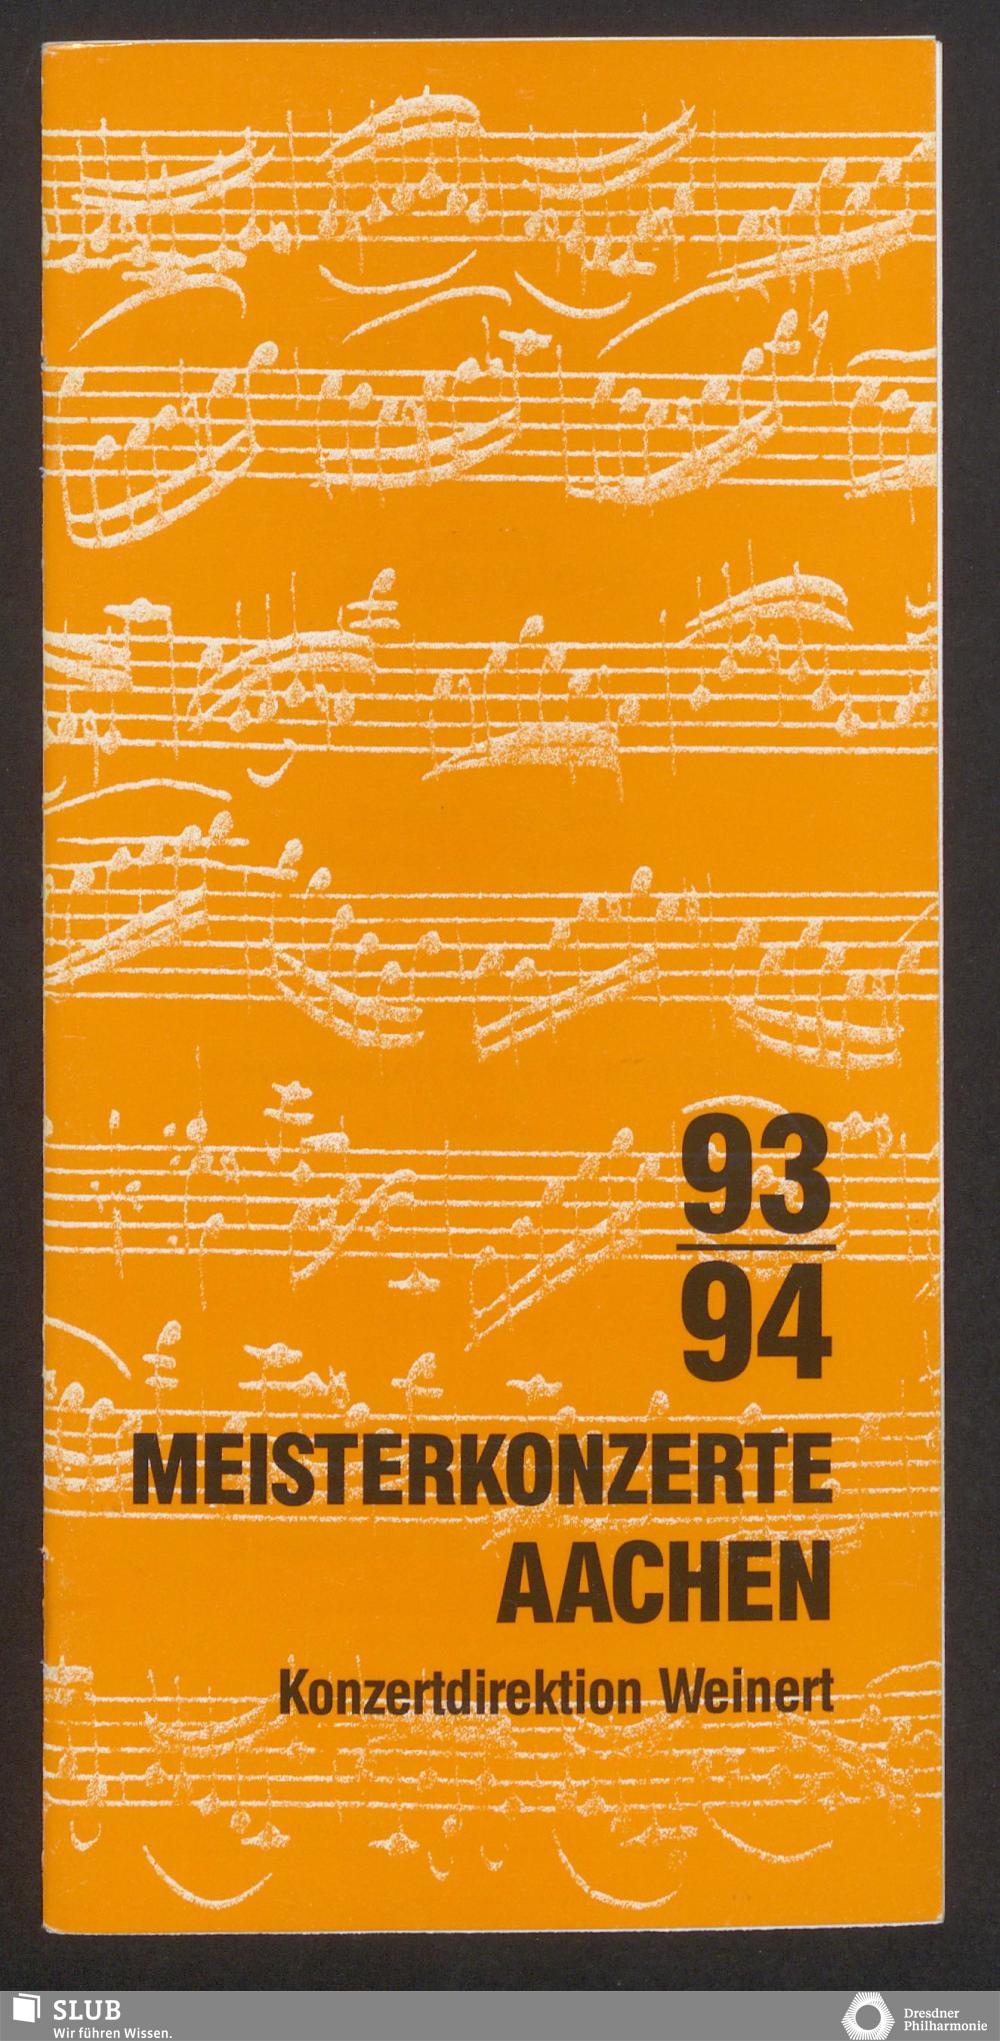 93
94
MEISTERKONZERTE
AACHEN
Konzertdirektion Weinert
SLUB
Wir führen Wissen.
Dresdner
Philharmonie